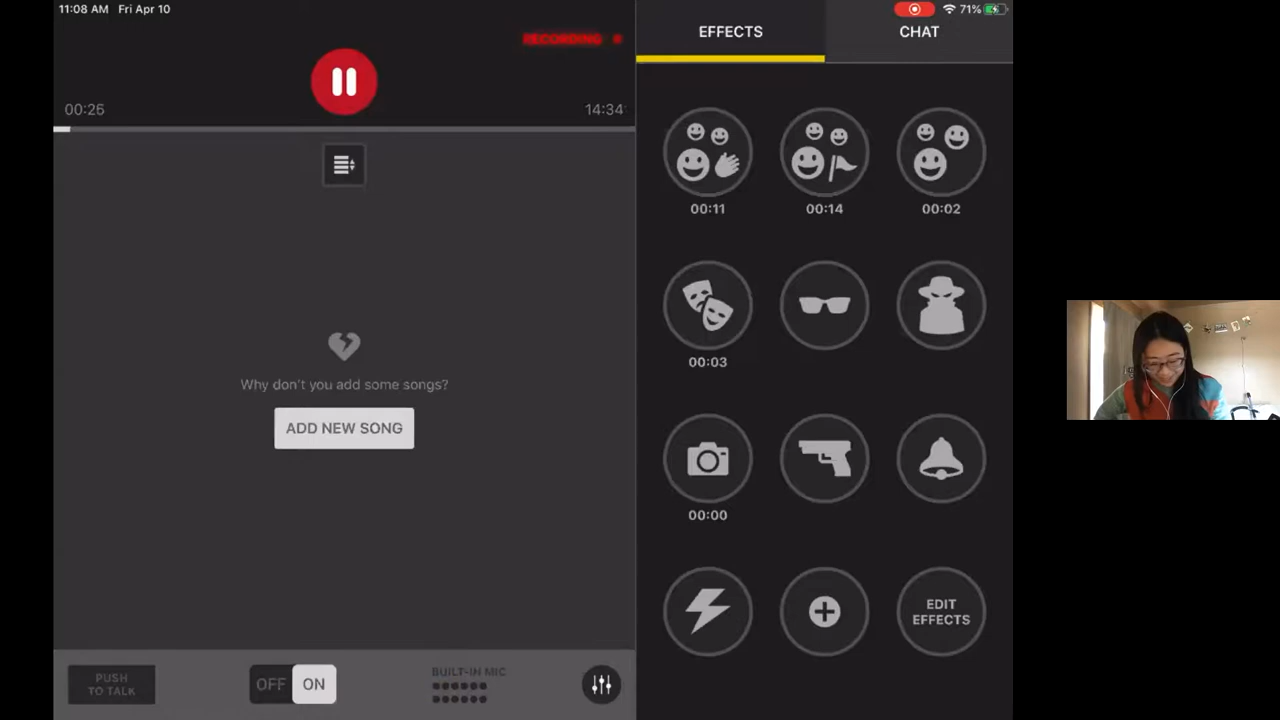 11:08 AM Fri Apr 10
71%
RECORDING
00:26
14:34
Why don't you add some songs?
ADD NEW SONG
PUSH
TO TALK
OFF ON
BUILT-IN MIC
EFFECTS CHAT
00:11 00:14 00:02
00:03
00:00
EDIT
EFFECTS